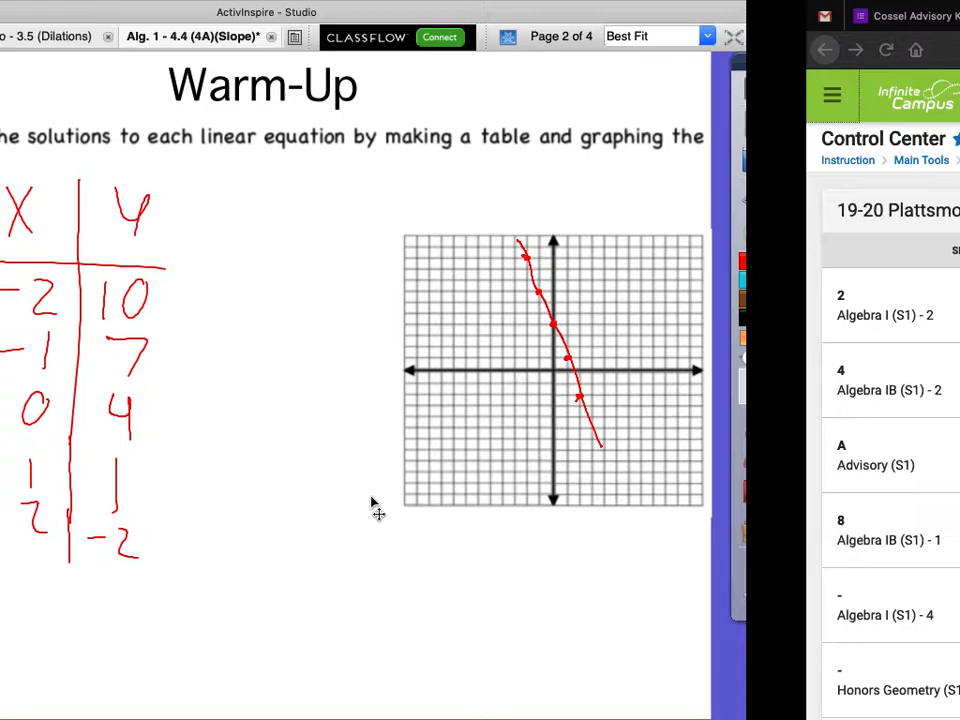 ActivInspire - Studio
o - 3.5 (Dilations)
Alg. 1 - 4.4 (4A)(Slope)*
CLASSFLOW
Connect
Page 2 of 4
Best Fit
Warm-Up
he solutions to each linear equation by making a table and graphing the
X Y
-2 10
-1 7
0 4
1 1
2 -2
Cossel Advisory K
Infinite
Campus
Control Center
Instruction > Main Tools >
19-20 Plattsmo
2
Algebra I (S1) - 2
4
Algebra IB (S1) - 2
A
Advisory (S1)
8
Algebra IB (S1) - 1
-
Algebra I (S1) - 4
-
Honors Geometry (S1